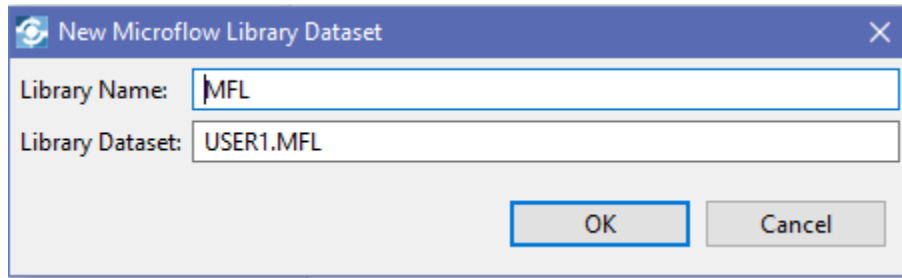 New Microflow Library Dataset
Library Name: MFL
Library Dataset: USER1.MFL
OK Cancel